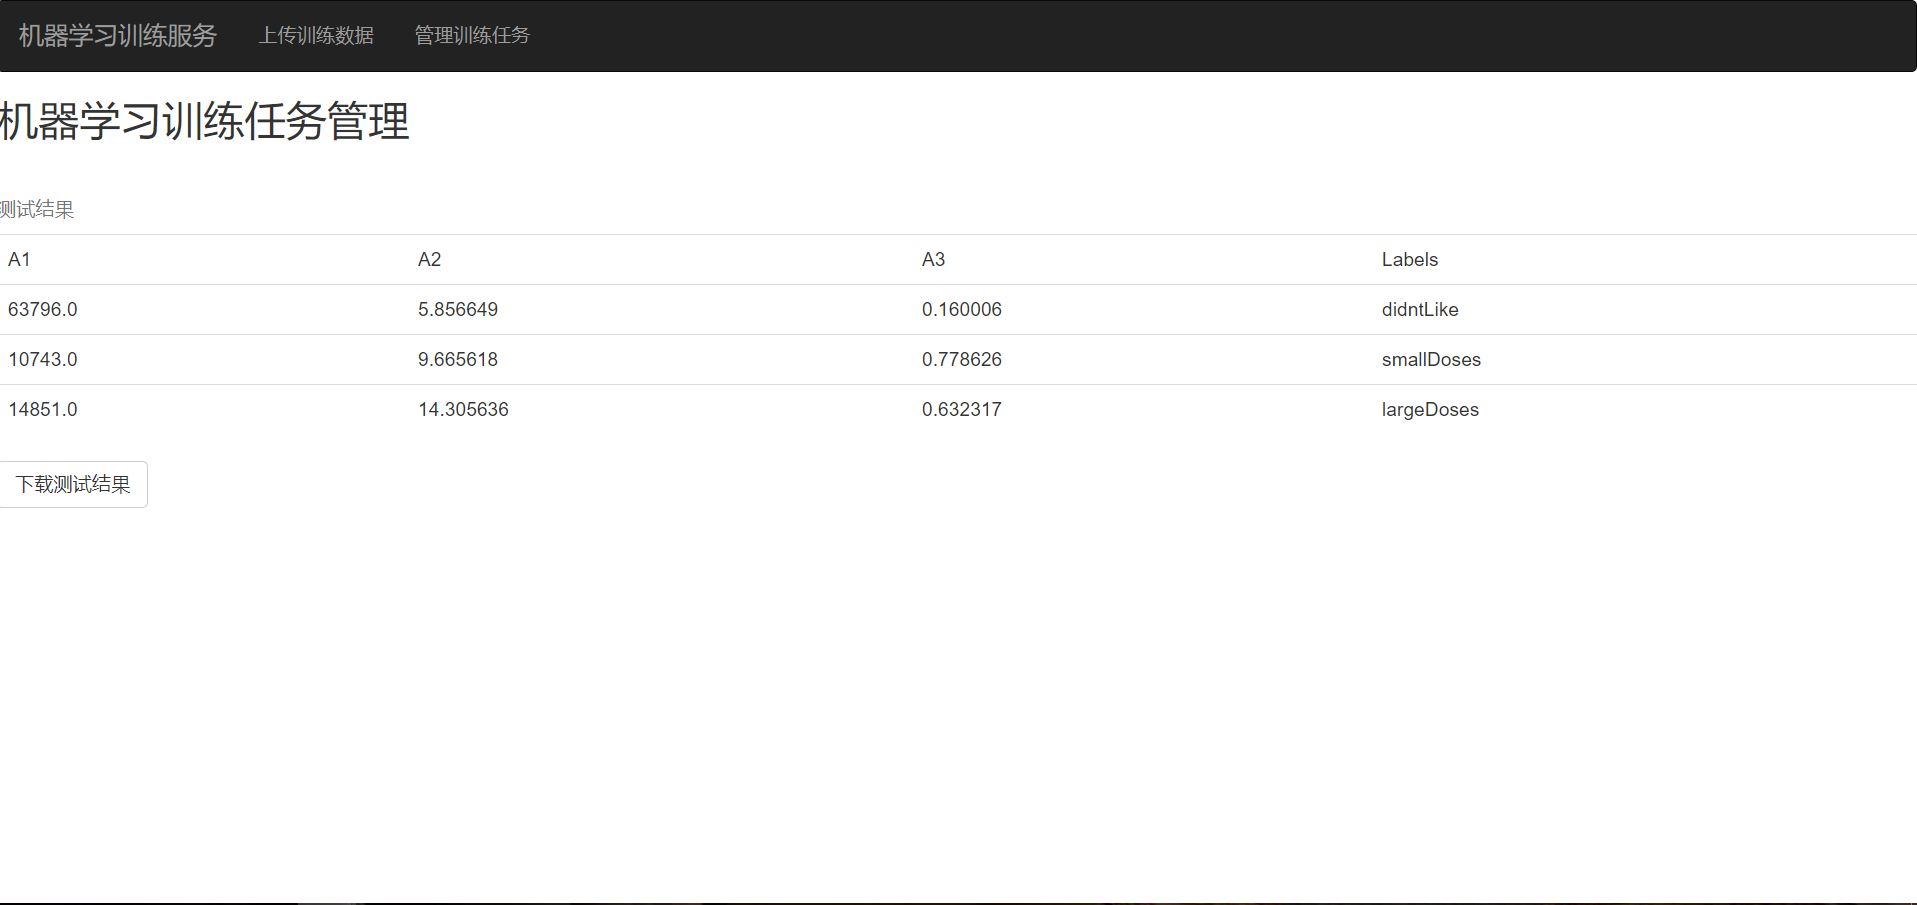 机器学习训练服务 上传训练数据 管理训练任务
机器学习训练任务管理
测试结果
A1 A2 A3 Labels
63796.0 5.856649 0.160006 didntLike
10743.0 9.665618 0.778626 smallDoses
14851.0 14.305636 0.632317 largeDoses
下载测试结果